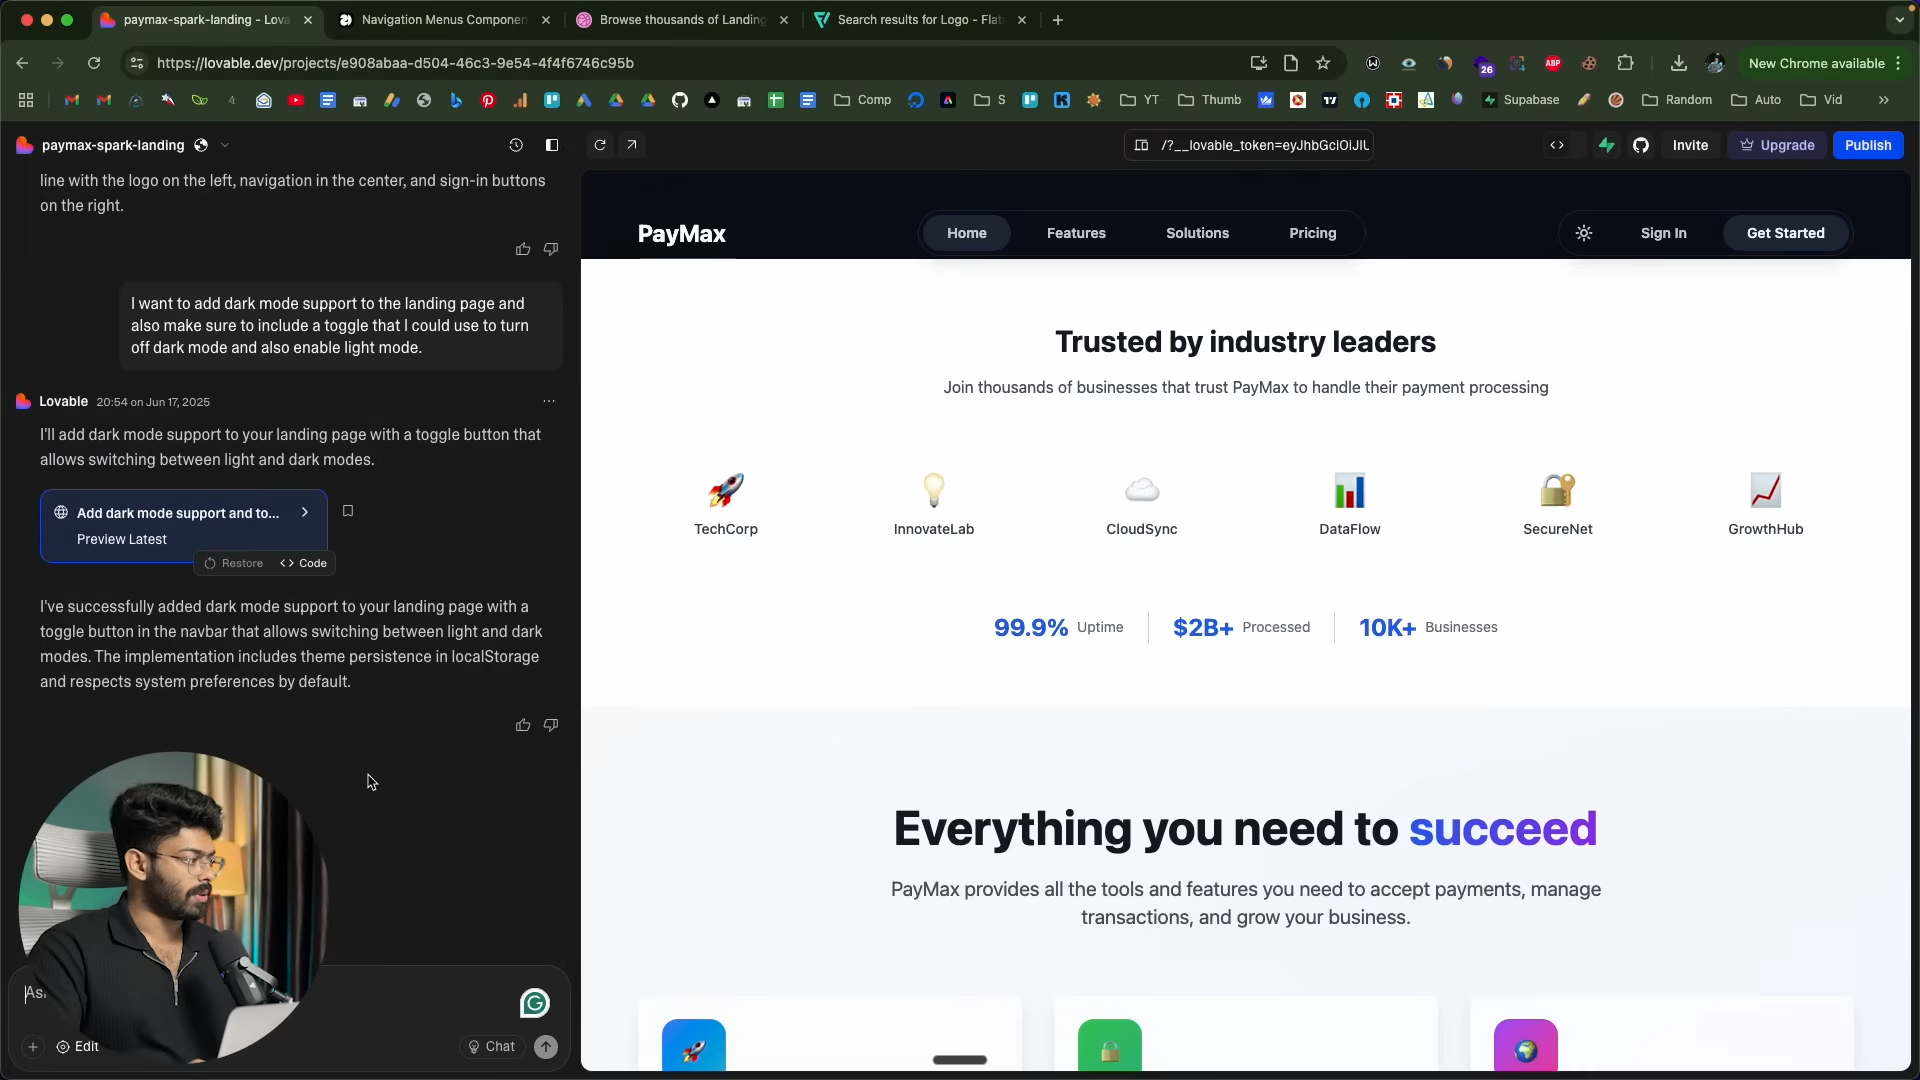 paymax-spark-landing - Lova
Navigation Menus Componen
Browse thousands of Landing
Search results for Logo - Flat
https://lovable.dev/projects/e908abaa-d504-46c3-9e54-4f4f6746c95b
26
ABP
New Chrome available
Comp
S
YT
Thumb
Supabase
Random
Auto
Vid
paymax-spark-landing
/?__lovable_token=eyJhbGciOiJIU
Invite
Upgrade
Publish
line with the logo on the left, navigation in the center, and sign-in buttons
on the right.
I want to add dark mode support to the landing page and
also make sure to include a toggle that I could use to turn
off dark mode and also enable light mode.
Lovable 20:54 on Jun 17, 2025
I'll add dark mode support to your landing page with a toggle button that
allows switching between light and dark modes.
Add dark mode support and to...
Preview Latest
Restore
Code
I've successfully added dark mode support to your landing page with a
toggle button in the navbar that allows switching between light and dark
modes. The implementation includes theme persistence in localStorage
and respects system preferences by default.
Edit
Chat
PayMax
Home
Features
Solutions
Pricing
Sign In
Get Started
Trusted by industry leaders
Join thousands of businesses that trust PayMax to handle their payment processing
TechCorp
InnovateLab
CloudSync
DataFlow
SecureNet
GrowthHub
99.9% Uptime
$2B+ Processed
10K+ Businesses
Everything you need to succeed
PayMax provides all the tools and features you need to accept payments, manage
transactions, and grow your business.